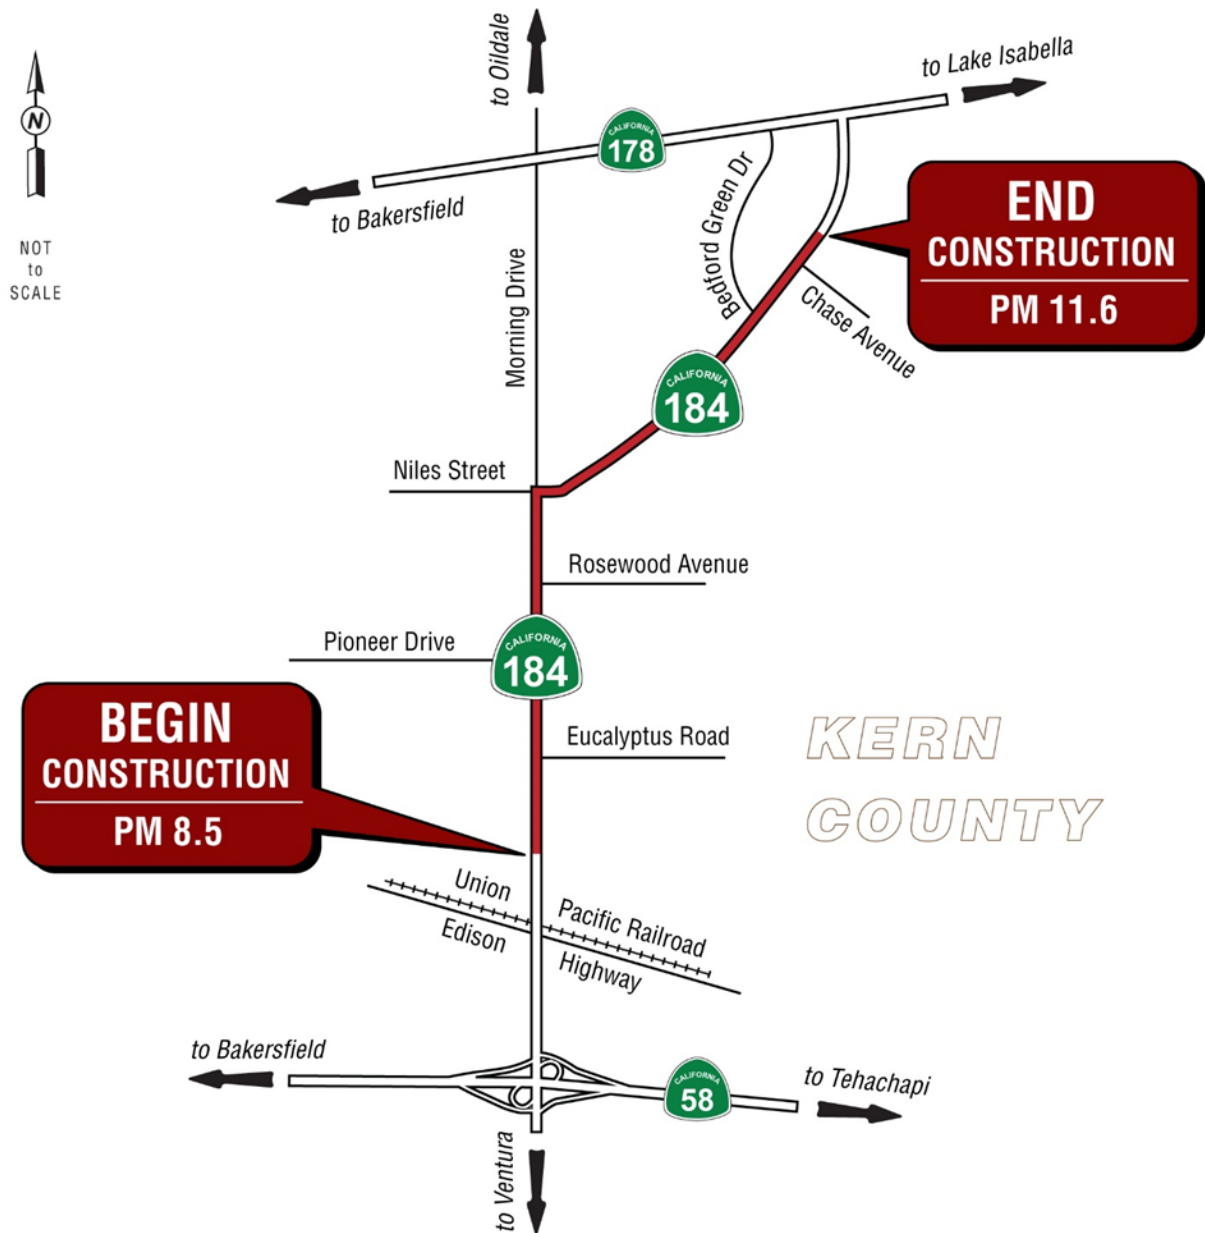 to Oildale
to Lake Isabella
N
NOT
to
SCALE
CALIFORNIA
178
to Bakersfield
Morning Drive
Bedford Green Dr
END
CONSTRUCTION
PM 11.6
Chase Avenue
CALIFORNIA
184
Niles Street
Rosewood Avenue
Pioneer Drive
CALIFORNIA
184
BEGIN
CONSTRUCTION
PM 8.5
Eucalyptus Road
KERN
COUNTY
Union Pacific Railroad
Edison Highway
to Bakersfield
CALIFORNIA
58
to Tehachapi
to Ventura